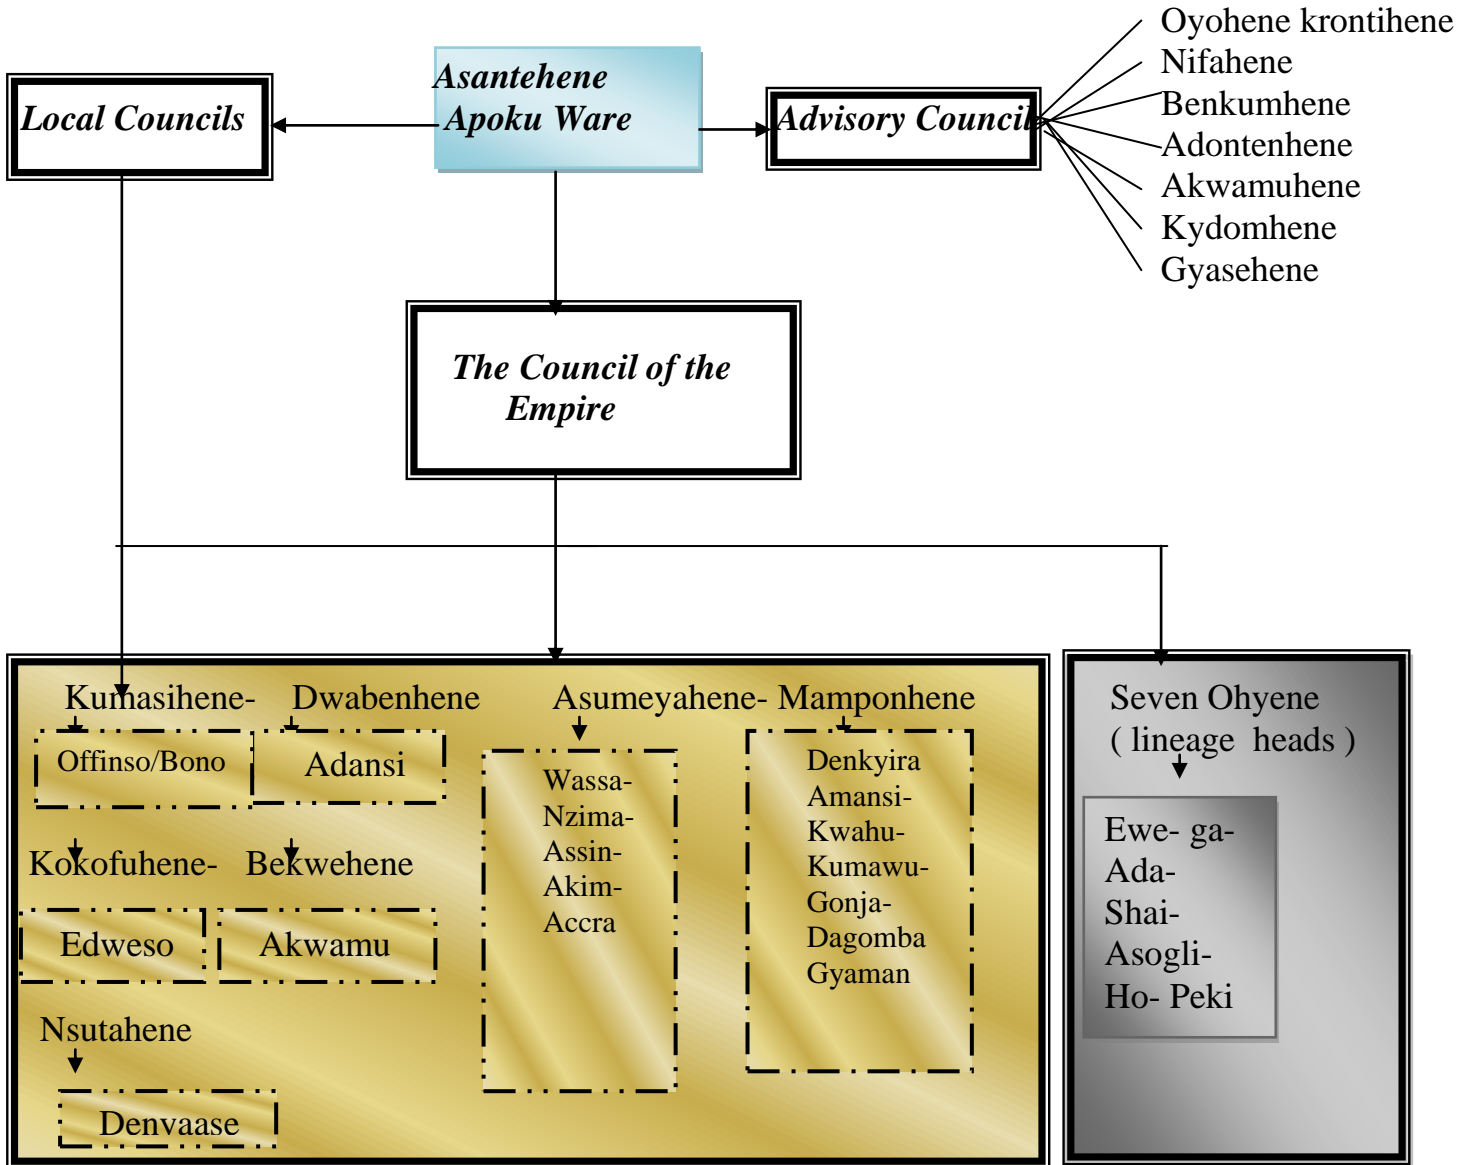 Oyohene krontihene
Nifahene
Benkumhene
Adontenhene
Akwamuhene
Kydomhene
Gyasehene
Local Councils
Asantehene
Apoku Ware
Advisory Council
The Council of the
Empire
Kumasihene- Dwabenhene
Asumeyahene- Mamponhene
Offinso/Bono
Adansi
Kokofuhene- Bekwehene
Edweso
Akwamu
Nsutahene
Denvaase
Wassa-
Nzima-
Assin-
Akim-
Accra
Denkyira
Amansi-
Kwahu-
Kumawu-
Gonja-
Dagomba
Gyaman
Seven Ohyene
( lineage heads )
Ewe- ga-
Ada-
Shai-
Asogli-
Ho- Peki